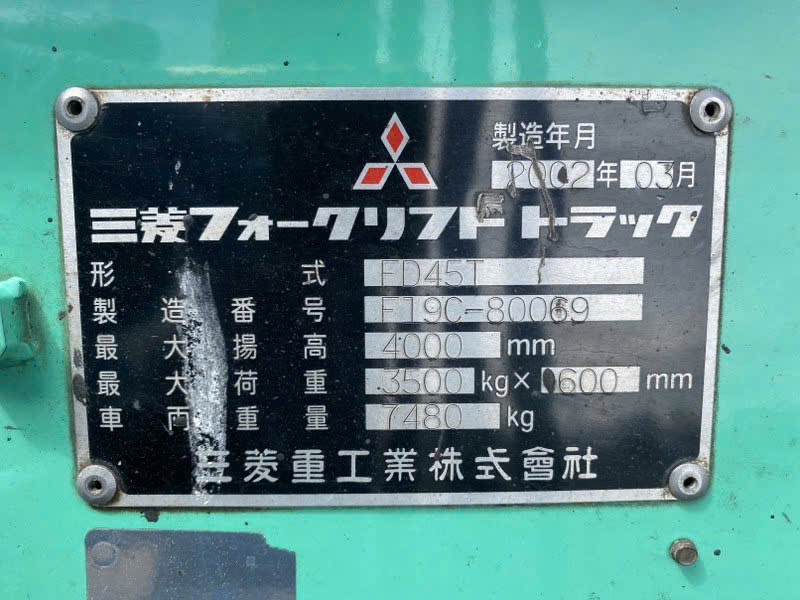 製造年月
2002年03月
三菱フォークリフトトラック
形式 FD45T
製造番号 F19C-80069
最大揚高 4000 mm
最大荷重 3500 kg× 0600 mm
車両重量 7480 kg
三菱重工業株式會社